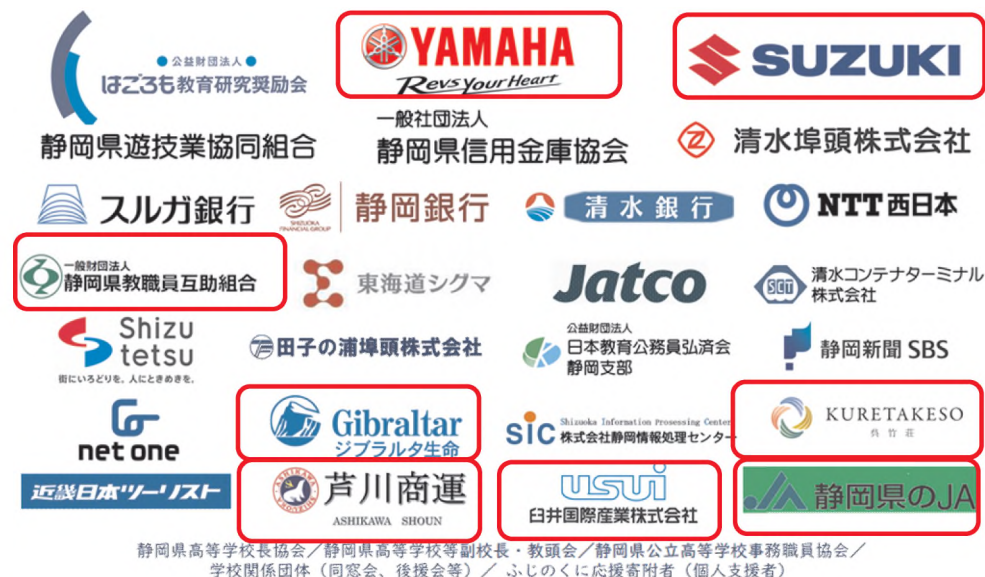 ●公益財団法人●
はごろも教育研究奨励会
YAMAHA
Revs Your Heart
SUZUKI
静岡県遊技業協同組合
一般社団法人
静岡県信用金庫協会
清水埠頭株式会社
スルガ銀行
SHIZUOKA
FINANCIAL GROUP
静岡銀行
清水銀行
NTT西日本
一般財団法人
静岡県教職員互助組合
東海道シグマ
Jatco
SCT
清水コンテナターミナル
株式会社
Shizu
tetsu
街にいろどりを。人にときめきを。
田子の浦埠頭株式会社
公益財団法人
日本教育公務員弘済会
静岡支部
静岡新聞 SBS
net one
Gibraltar
ジブラルタ生命
sic
Shizuoka Information Prosessing Center
株式会社静岡情報処理センター
KURETAKESO
呉竹荘
近畿日本ツーリスト
ASHIKAWA
SHOUN
芦川商運
ASHIKAWA SHOUN
usui
臼井国際産業株式会社
JA
静岡県のJA
静岡県高等学校長協会／静岡県高等学校等副校長・教頭会／静岡県公立高等学校事務職員協会／
学校関係団体（同窓会、後援会等）／ ふじのくに応援寄附者（個人支援者）